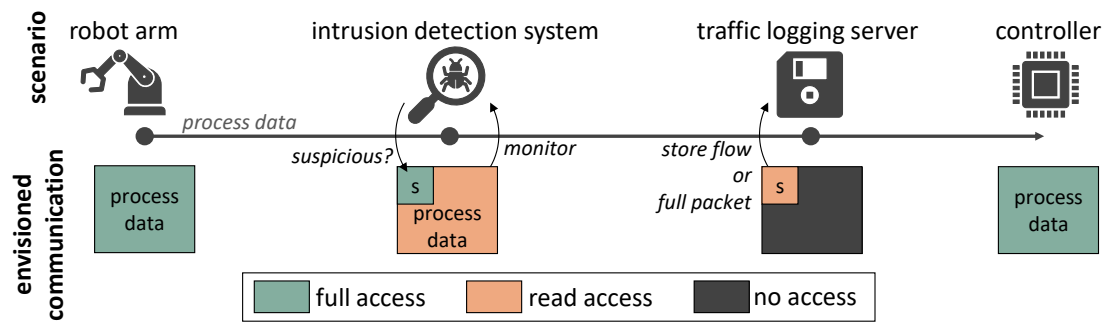 scenario
robot arm
intrusion detection system
traffic logging server
controller
process data
suspicious?
monitor
store flow
or
full packet
envisioned
communication
process
data
s
process
data
s
process
data
full access
read access
no access